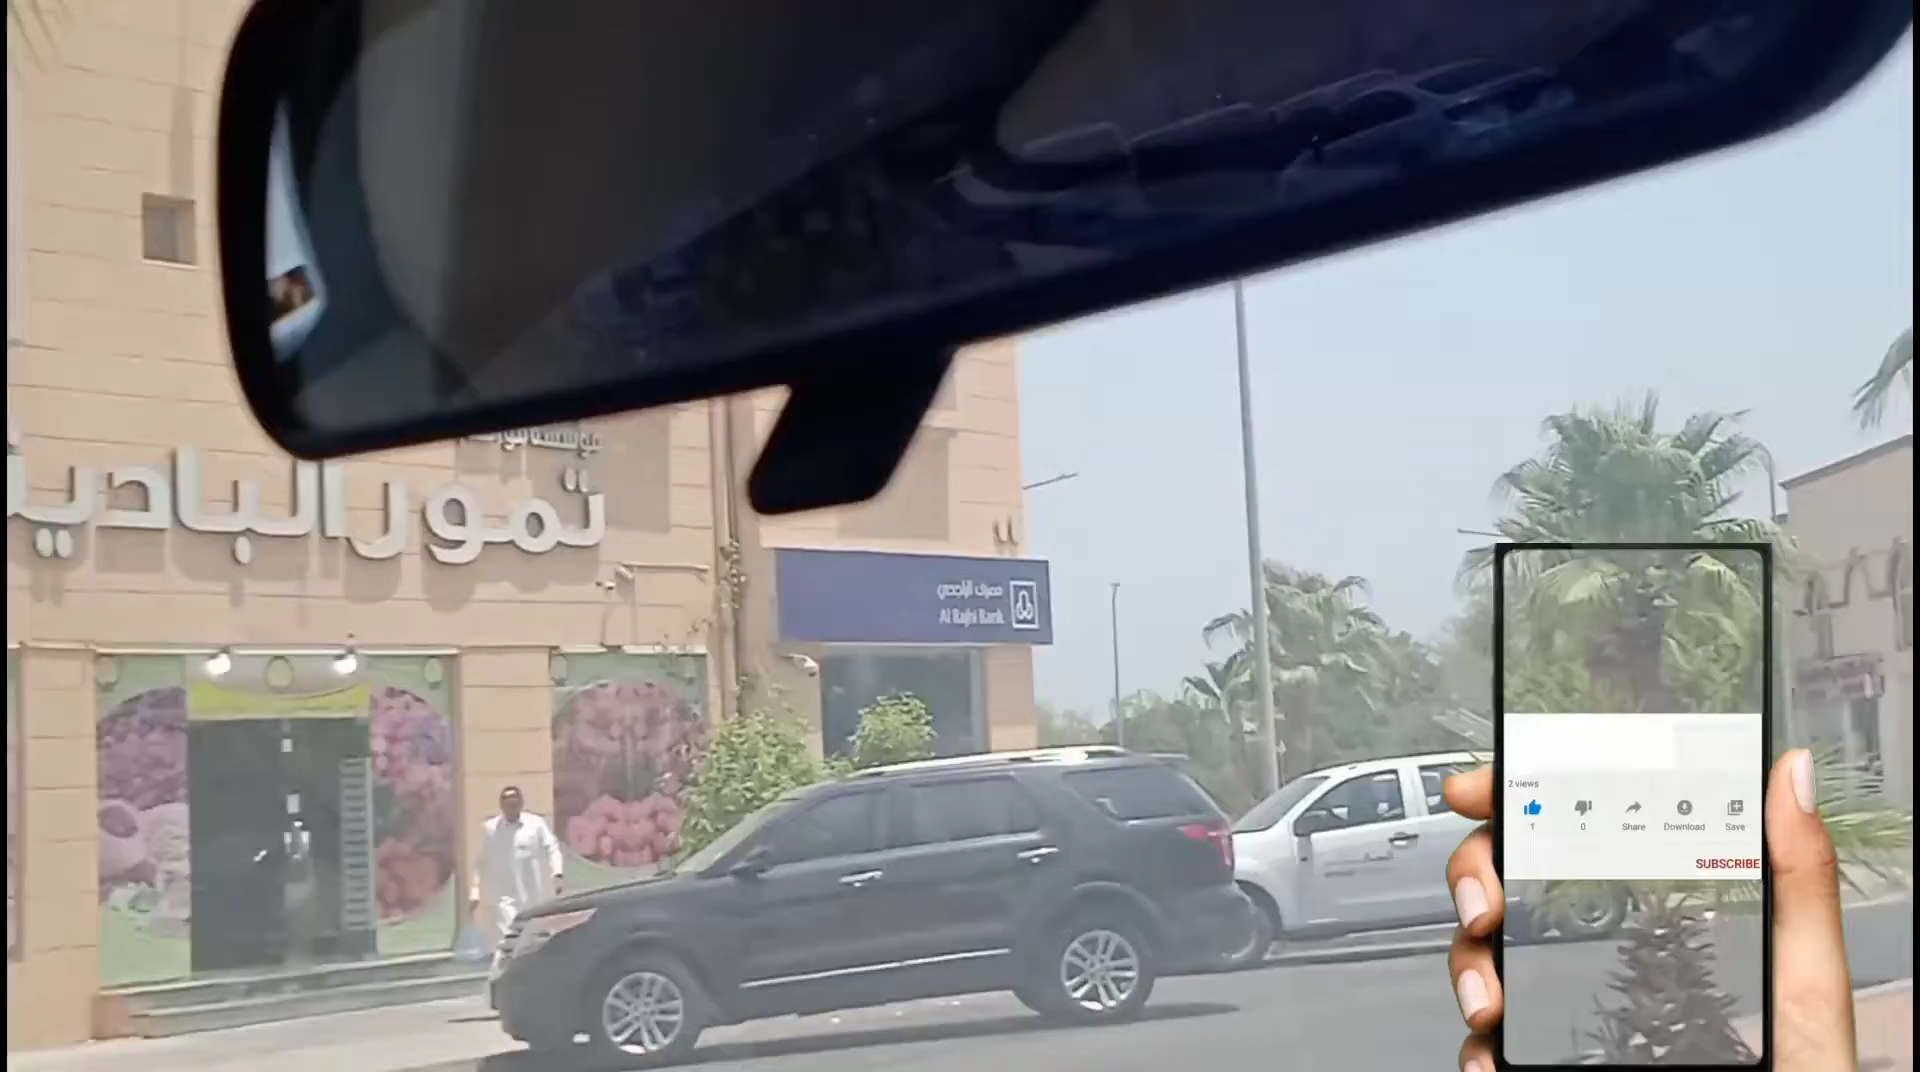 تمور البادية
مصرف الراجحي
Al Rajhi Bank
2 views
1
0
Share
Download
Save
SUBSCRIBE